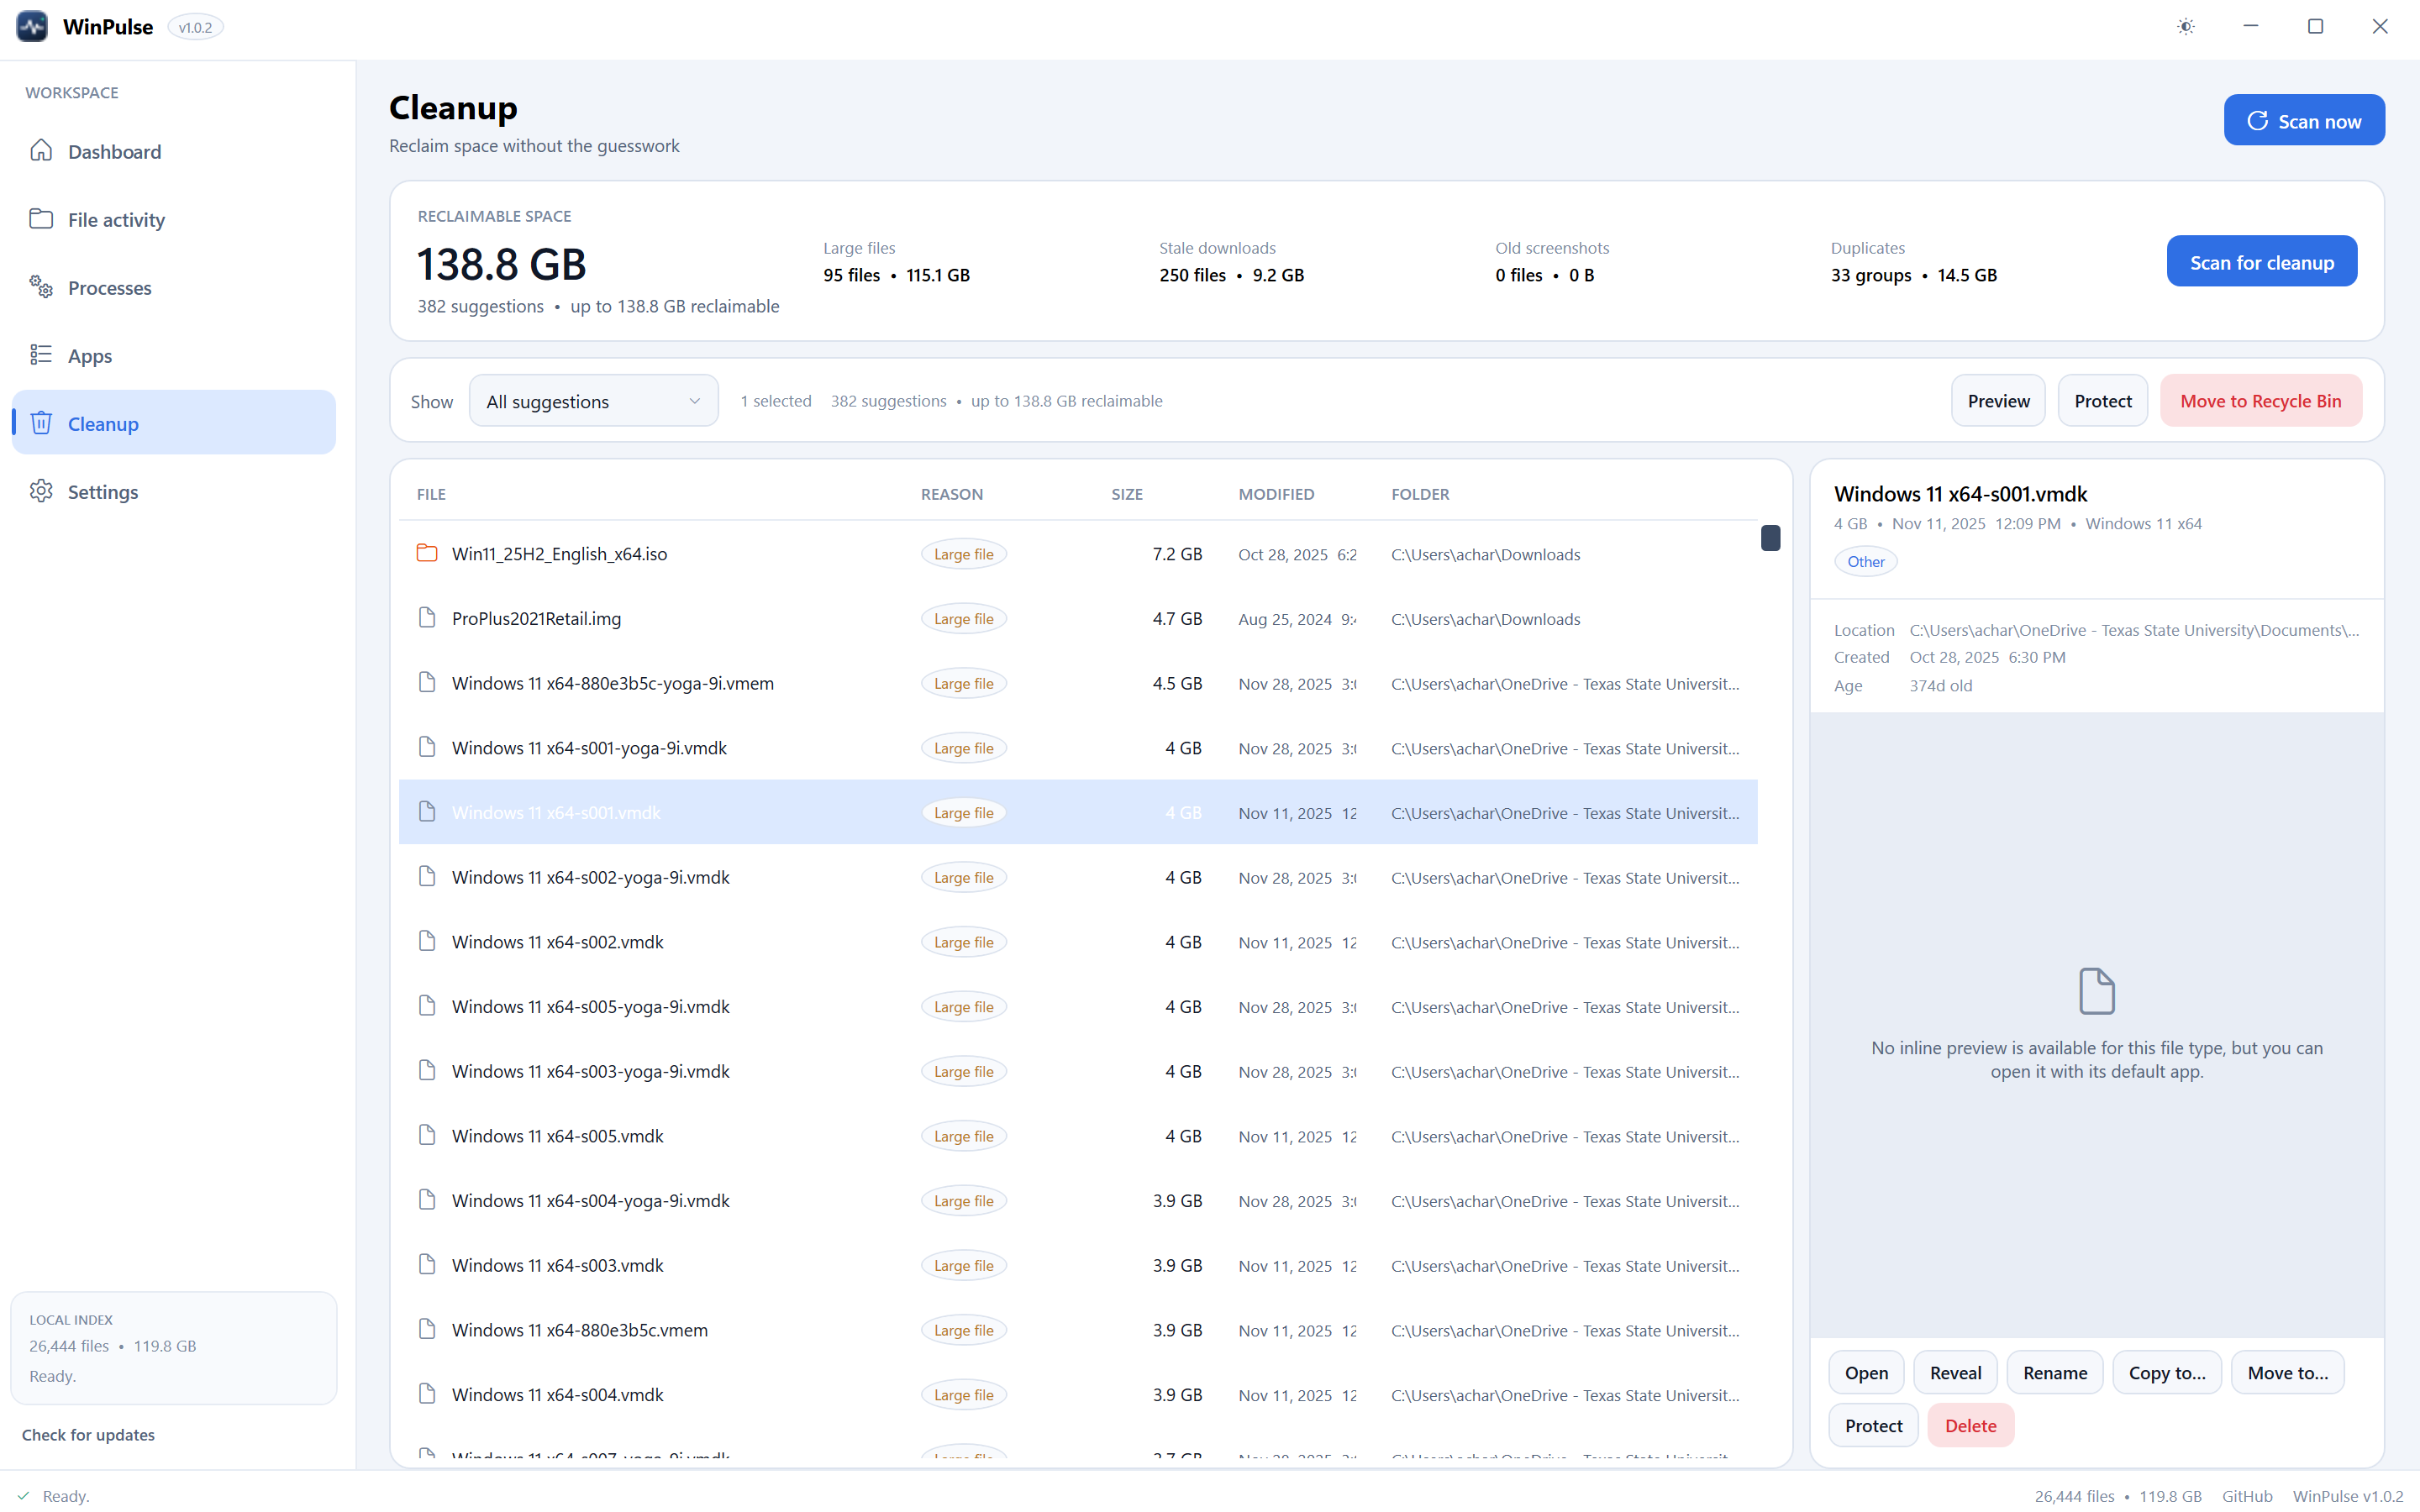 WinPulse v1.0.2
WORKSPACE
Dashboard
File activity
Processes
Apps
Cleanup
Settings
LOCAL INDEX
26,444 files • 119.8 GB
Ready.
Check for updates
Cleanup
Reclaim space without the guesswork
Scan now
RECLAIMABLE SPACE
138.8 GB
382 suggestions • up to 138.8 GB reclaimable
Large files
95 files • 115.1 GB
Stale downloads
250 files • 9.2 GB
Old screenshots
0 files • 0 B
Duplicates
33 groups • 14.5 GB
Scan for cleanup
Show All suggestions 1 selected 382 suggestions • up to 138.8 GB reclaimable Preview Protect Move to Recycle Bin
FILE REASON SIZE MODIFIED FOLDER
Win11_25H2_English_x64.iso Large file 7.2 GB Oct 28, 2025 6:2 C:\Users\achar\Downloads
ProPlus2021Retail.img Large file 4.7 GB Aug 25, 2024 9: C:\Users\achar\Downloads
Windows 11 x64-880e3b5c-yoga-9i.vmem Large file 4.5 GB Nov 28, 2025 3: C:\Users\achar\OneDrive - Texas State Universit...
Windows 11 x64-s001-yoga-9i.vmdk Large file 4 GB Nov 28, 2025 3: C:\Users\achar\OneDrive - Texas State Universit...
Windows 11 x64-s001.vmdk Large file 4 GB Nov 11, 2025 12 C:\Users\achar\OneDrive - Texas State Universit...
Windows 11 x64-s002-yoga-9i.vmdk Large file 4 GB Nov 28, 2025 3: C:\Users\achar\OneDrive - Texas State Universit...
Windows 11 x64-s002.vmdk Large file 4 GB Nov 11, 2025 12 C:\Users\achar\OneDrive - Texas State Universit...
Windows 11 x64-s005-yoga-9i.vmdk Large file 4 GB Nov 28, 2025 3: C:\Users\achar\OneDrive - Texas State Universit...
Windows 11 x64-s003-yoga-9i.vmdk Large file 4 GB Nov 28, 2025 3: C:\Users\achar\OneDrive - Texas State Universit...
Windows 11 x64-s005.vmdk Large file 4 GB Nov 11, 2025 12 C:\Users\achar\OneDrive - Texas State Universit...
Windows 11 x64-s004-yoga-9i.vmdk Large file 3.9 GB Nov 28, 2025 3: C:\Users\achar\OneDrive - Texas State Universit...
Windows 11 x64-s003.vmdk Large file 3.9 GB Nov 11, 2025 12 C:\Users\achar\OneDrive - Texas State Universit...
Windows 11 x64-880e3b5c.vmem Large file 3.9 GB Nov 11, 2025 12 C:\Users\achar\OneDrive - Texas State Universit...
Windows 11 x64-s004.vmdk Large file 3.9 GB Nov 11, 2025 12 C:\Users\achar\OneDrive - Texas State Universit...
Windows 11 x64-s001.vmdk
4 GB • Nov 11, 2025 12:09 PM • Windows 11 x64
Other
Location C:\Users\achar\OneDrive - Texas State University\Documents\...
Created Oct 28, 2025 6:30 PM
Age 374d old
No inline preview is available for this file type, but you can
open it with its default app.
Open Reveal Rename Copy to... Move to...
Protect Delete
Ready.
26,444 files • 119.8 GB GitHub WinPulse v1.0.2